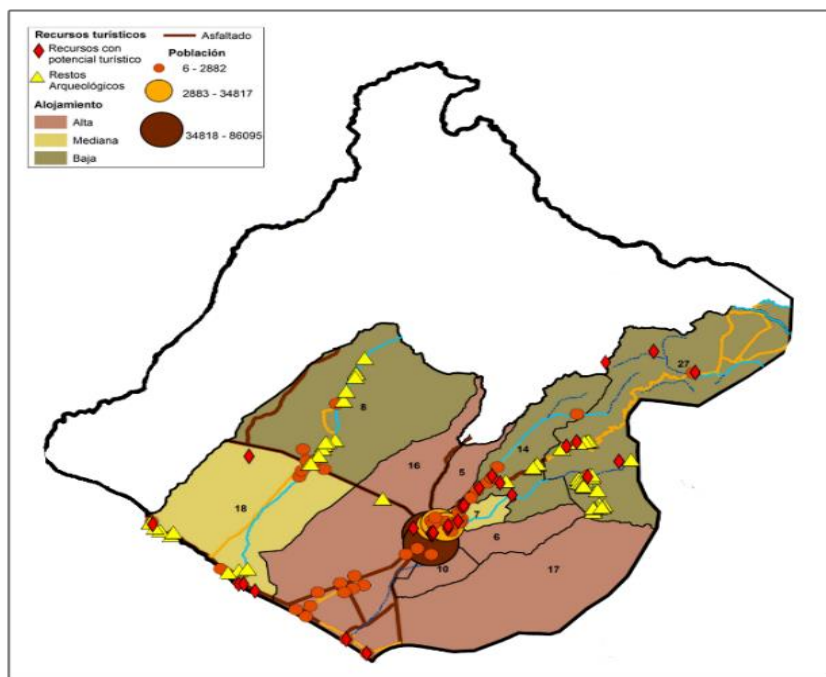 Recursos turísticos
Recursos con
potencial turístico
Restos
Arqueológicos
Alojamiento
Alta
Mediana
Baja
Asfaltado
Población
6 - 2882
2883 - 34817
34818 - 86095
27
8
14
16
5
18
7
6
10
17